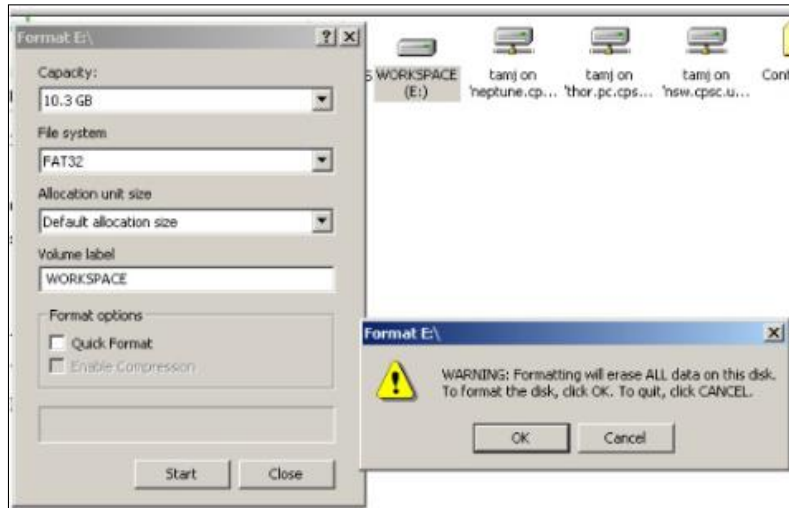 Format E:\
Capacity:
10.3 GB
File system
FAT32
Allocation unit size
Default allocation size
Volume label
WORKSPACE
Format options
Quick Format
Enable Compression
Start
Close
WORKSPACE
(E:)
tamj on
'neptune.cp...
tamj on
'thor.pc.cps...
tamj on
'nsw.cpsc.u...
Cont
Format E:\
WARNING: Formatting will erase ALL data on this disk.
To format the disk, click OK. To quit, click CANCEL.
OK
Cancel